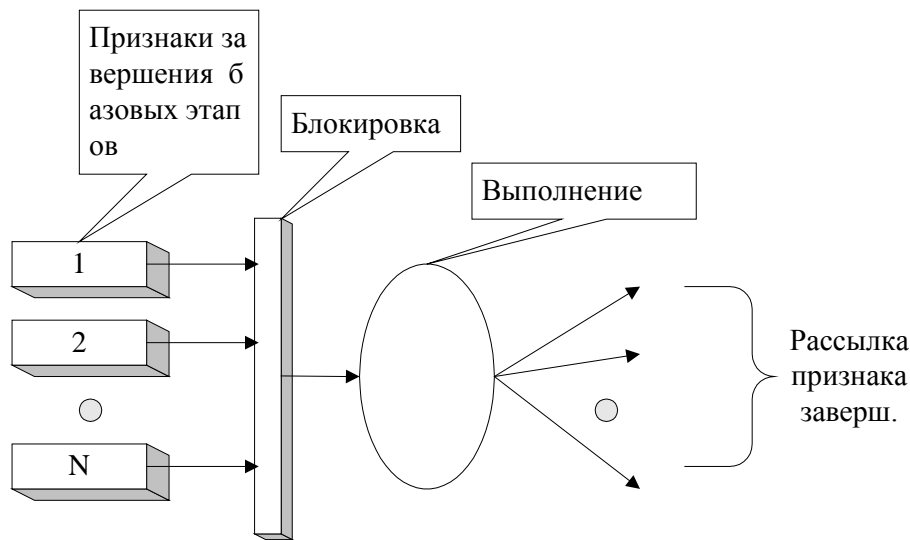 Признаки за
вершения б
азовых этап
ов
Блокировка
Выполнение
1
2
N
Рассылка
признака
заверш.